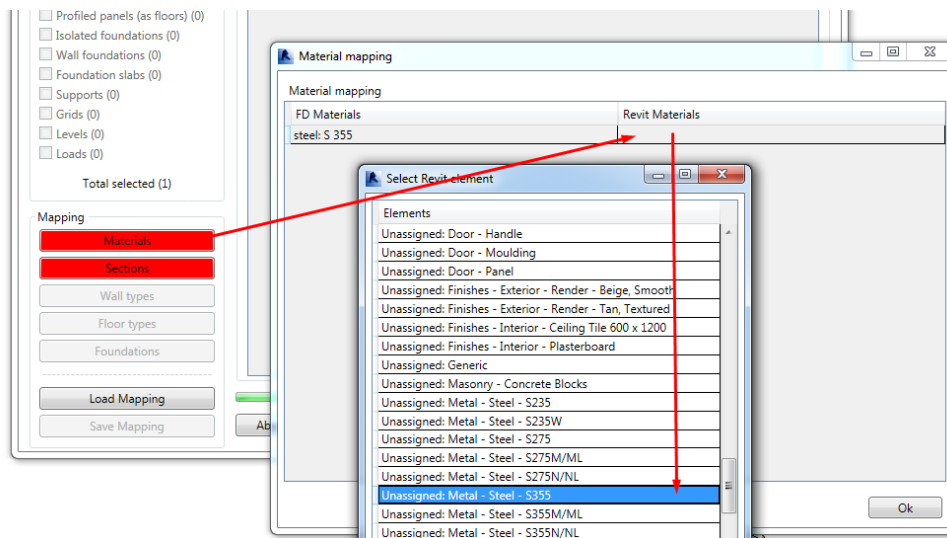 Profiled panels (as floors) (0)
Isolated foundations (0)
Wall foundations (0)
Foundation slabs (0)
Supports (0)
Grids (0)
Levels (0)
Loads (0)
Total selected (1)
Mapping
Materials
Sections
Wall types
Floor types
Foundations
Load Mapping
Save Mapping
Ab
Material mapping
Material mapping
FD Materials Revit Materials
steel: S 355
Select Revit element
Elements
Unassigned: Door - Handle
Unassigned: Door - Moulding
Unassigned: Door - Panel
Unassigned: Finishes - Exterior - Render - Beige, Smooth
Unassigned: Finishes - Exterior - Render - Tan, Textured
Unassigned: Finishes - Interior - Ceiling Tile 600 x 1200
Unassigned: Finishes - Interior - Plasterboard
Unassigned: Generic
Unassigned: Masonry - Concrete Blocks
Unassigned: Metal - Steel - S235
Unassigned: Metal - Steel - S235W
Unassigned: Metal - Steel - S275
Unassigned: Metal - Steel - S275M/ML
Unassigned: Metal - Steel - S275N/NL
Unassigned: Metal - Steel - S355
Unassigned: Metal - Steel - S355M/ML
Unassigned: Metal - Steel - S355N/NL
Ok